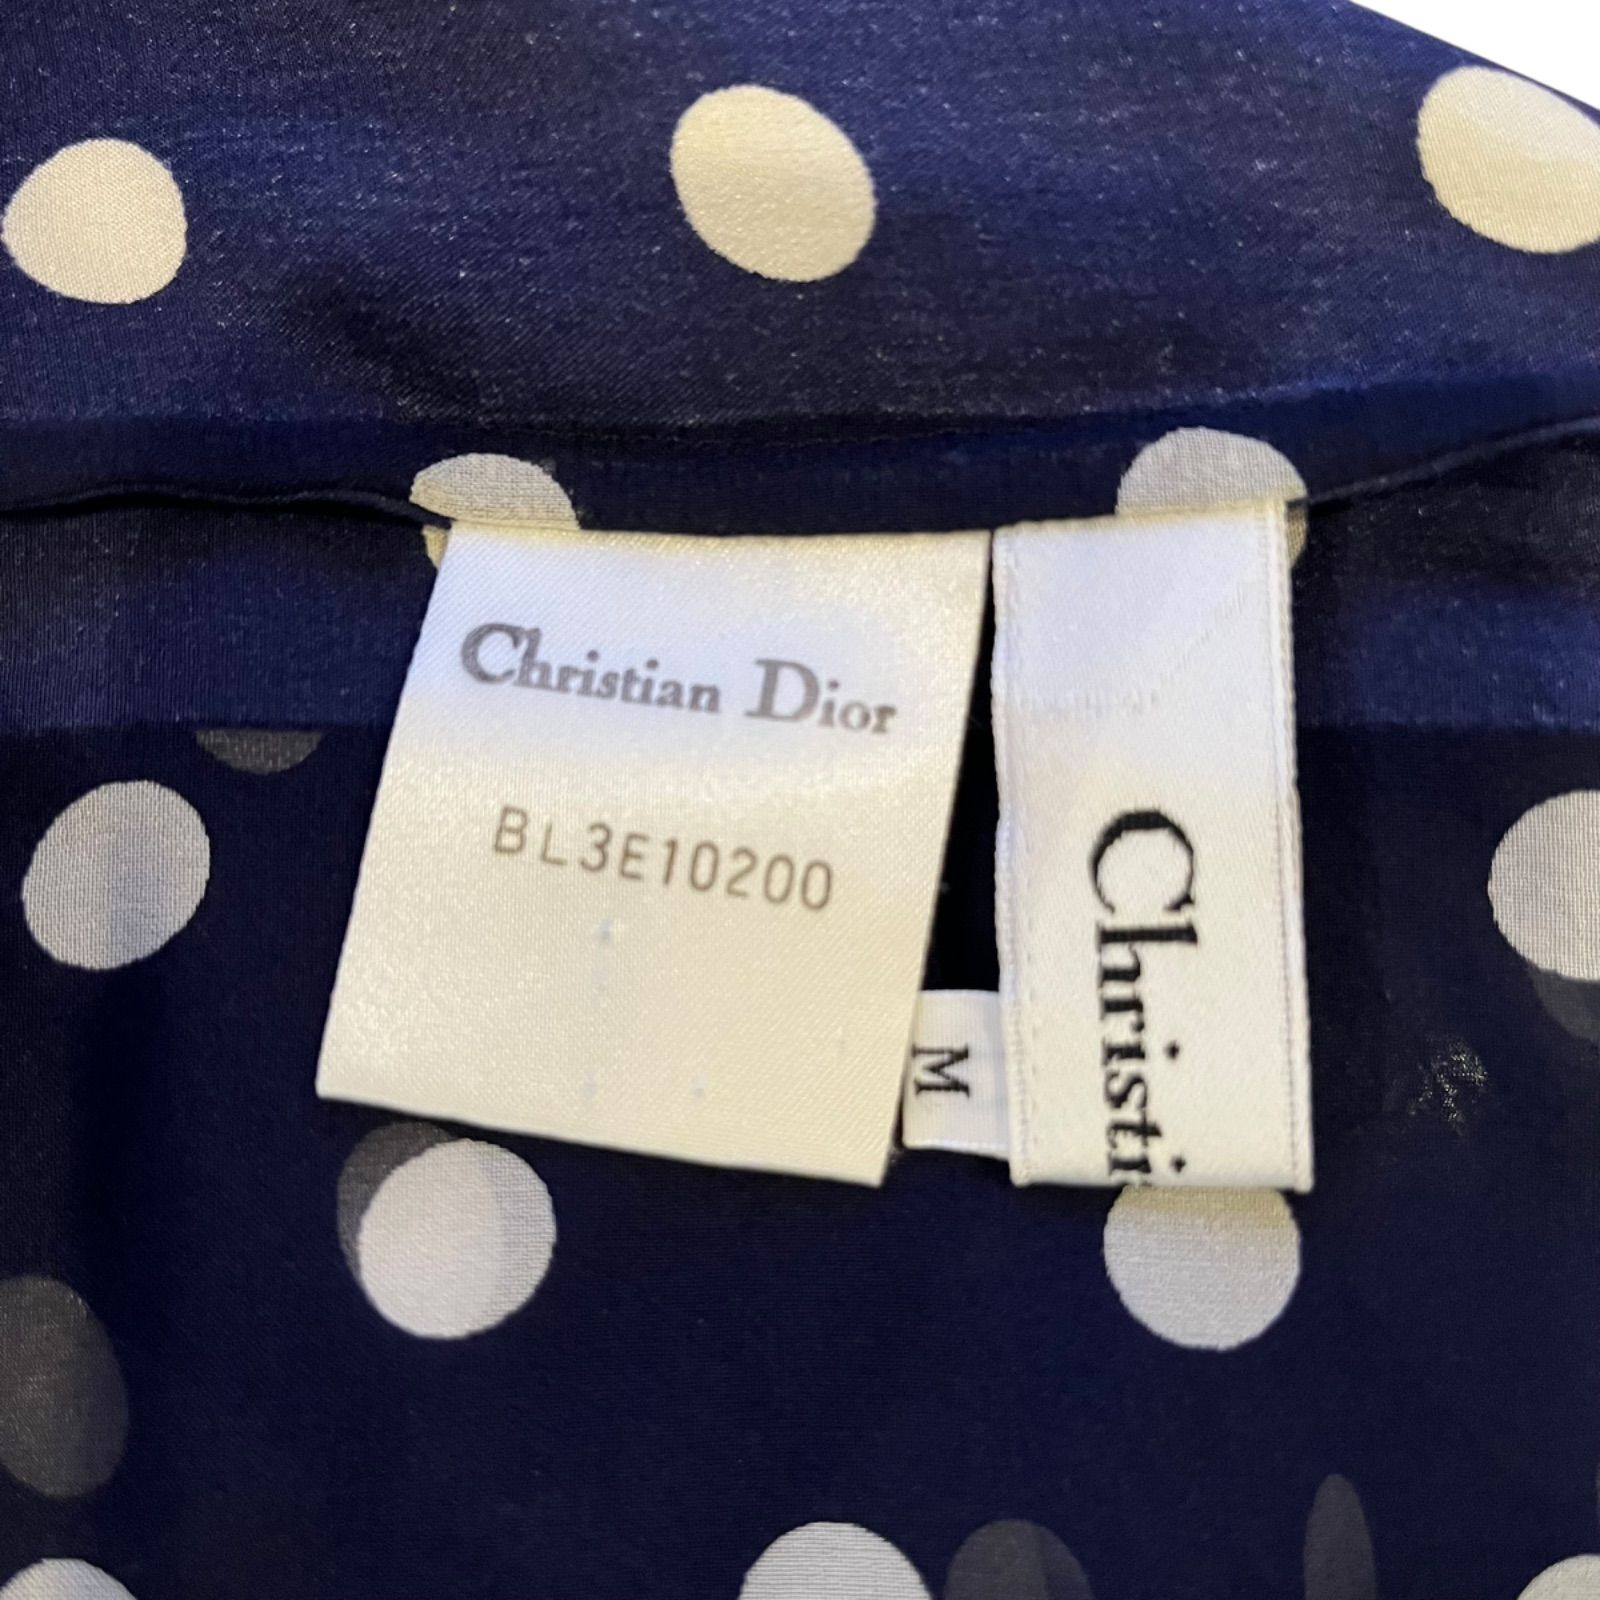 Christian Dior
BL3E10200
M
Christi